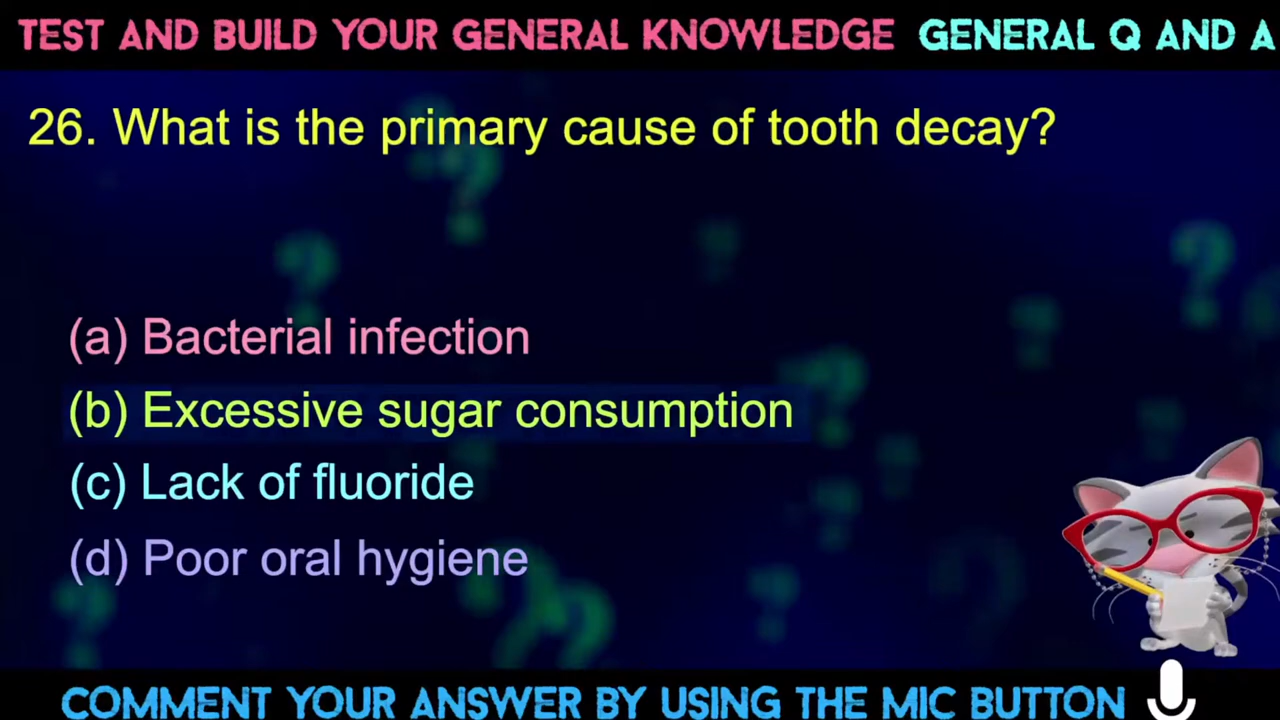 TEST AND BUILD YOUR GENERAL KNOWLEDGE GENERAL Q AND A
26. What is the primary cause of tooth decay?
(a) Bacterial infection
(b) Excessive sugar consumption
(c) Lack of fluoride
(d) Poor oral hygiene
COMMENT YOUR ANSWER BY USING THE MIC BUTTON